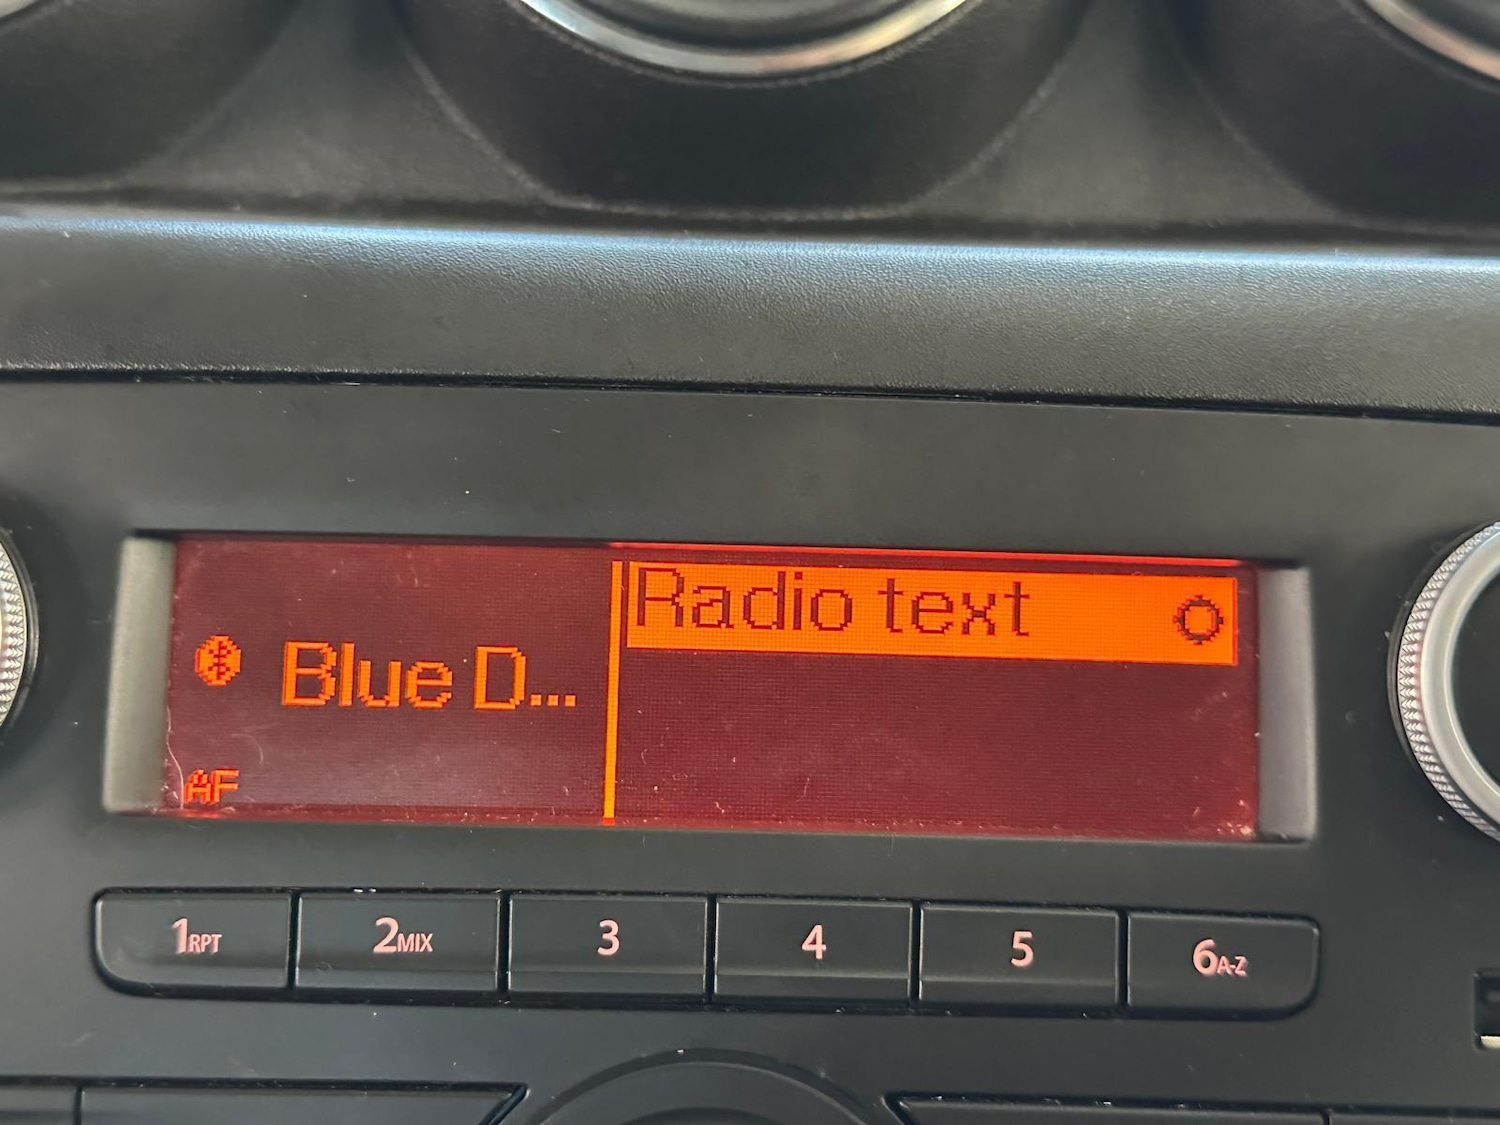 Radio text
Blue D...
AF
1RPT 2MIX 3 4 5 6A-Z